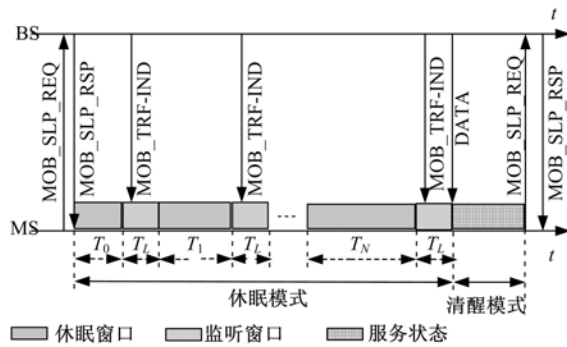 BS
t
MOB_SLP_REQ
MOB_SLP_RSP
MOB_TRF-IND
MOB_TRF-IND
MOB_TRF-IND
DATA
MOB_SLP_REQ
MOB_SLP_RSP
MS
t
T0
TL
T1
TL
...
TN
TL
休眠模式
清醒模式
休眠窗口
监听窗口
服务状态